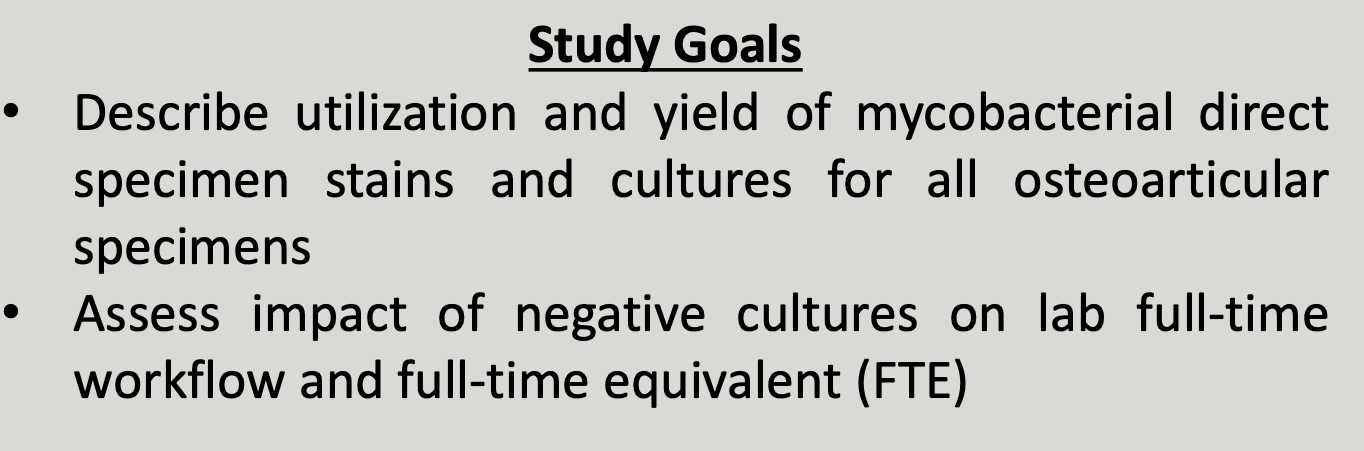 Study Goals
• Describe utilization and yield of mycobacterial direct
specimen stains and cultures for all osteoarticular
specimens
• Assess impact of negative cultures on lab full-time
workflow and full-time equivalent (FTE)